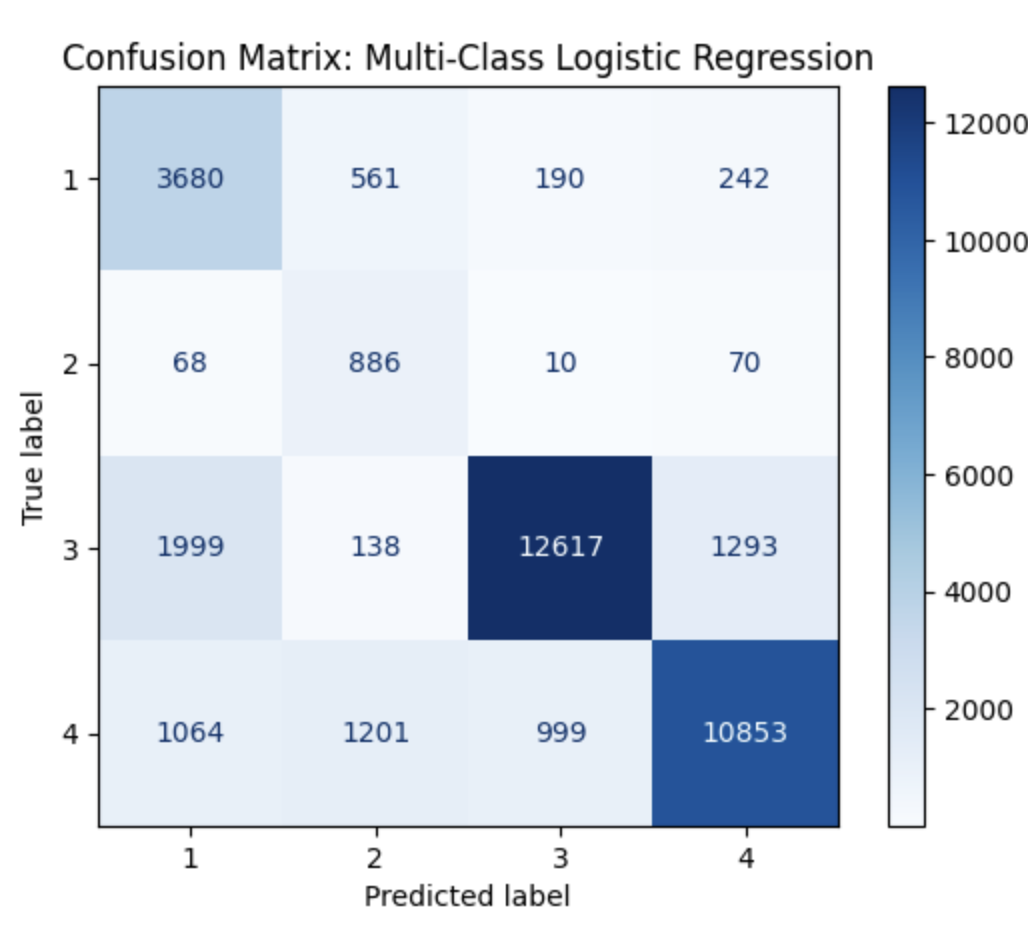 Confusion Matrix: Multi-Class Logistic Regression
1 3680 561 190 242
2 68 886 10 70
3 1999 138 12617 1293
4 1064 1201 999 10853
1 2 3 4
Predicted label
True label
12000
10000
8000
6000
4000
2000